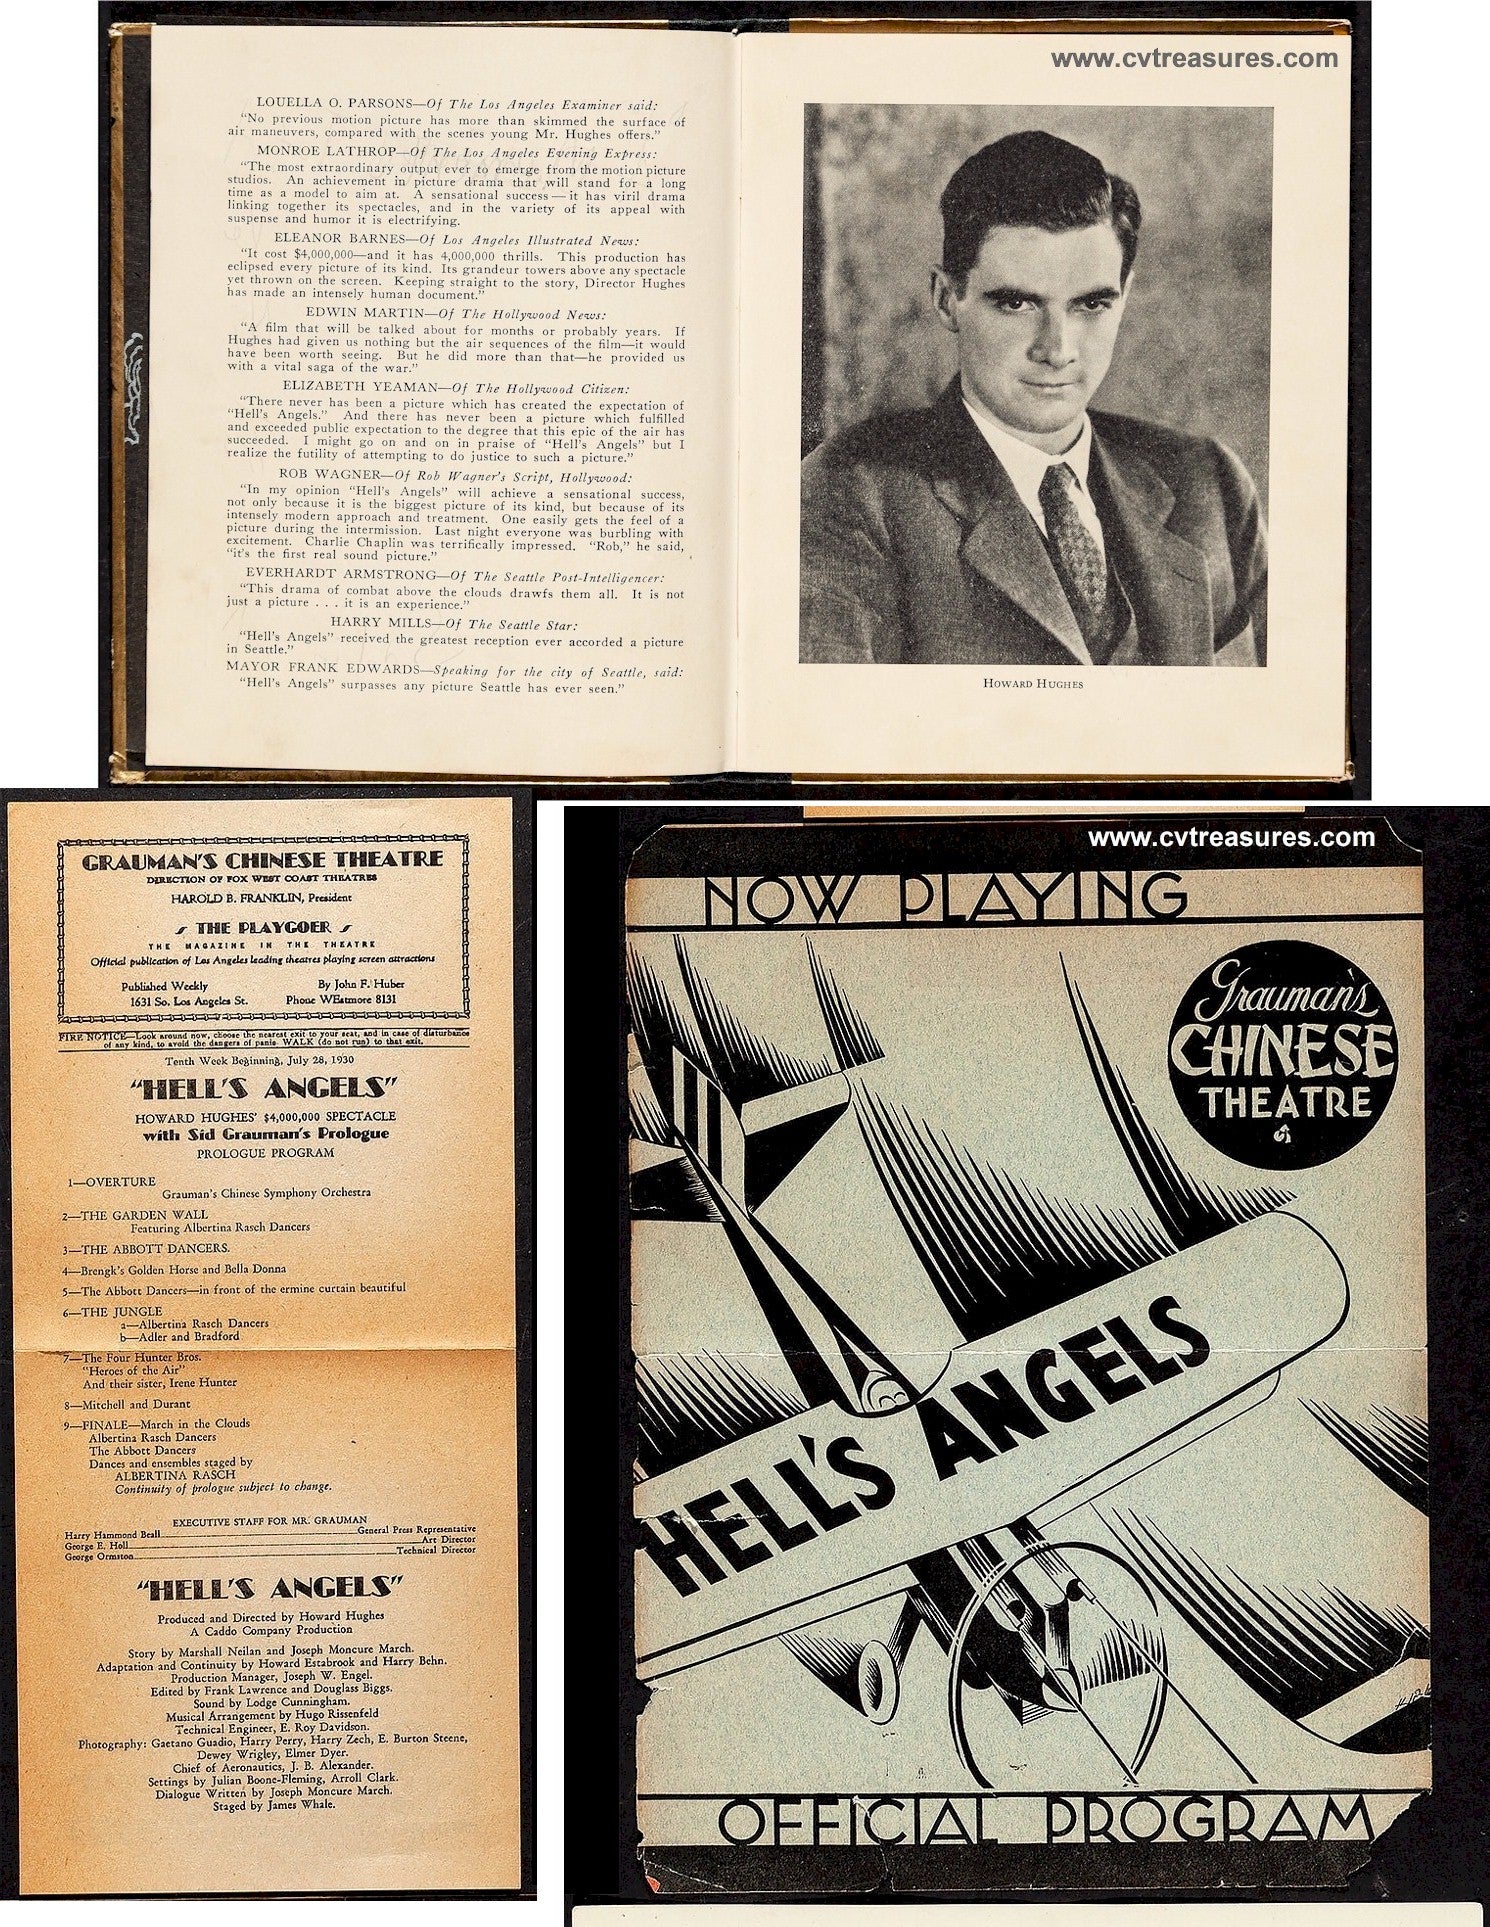 www.cvtreasures.com
LOUELLA O. PARSONS—Of The Los Angeles Examiner said:
"No previous motion picture has more than skimmed the surface of
air maneuvers, compared with the scenes young Mr. Hughes offers."
MONROE LATHROP—Of The Los Angeles Evening Express:
"The most extraordinary output ever to emerge from the motion picture
studios. An achievement in picture drama that will stand for a long
time as a model to aim at. A sensational success—it has viril drama
linking together its spectacles, and in the variety of its appeal with
suspense and humor it is electrifying.
ELEANOR BARNES—Of Los Angeles Illustrated News:
"It cost $4,000,000—and it has 4,000,000 thrills. This production has
eclipsed every picture of its kind. Its grandeur towers above any spectacle
yet thrown on the screen. Keeping straight to the story, Director Hughes
has made an intensely human document."
EDWIN MARTIN—Of The Hollywood News:
"A film that will be talked about for months or probably years. If
Hughes had given us nothing but the air sequences of the film—it would
have been worth seeing. But he did more than that—he provided us
with a vital saga of the war."
ELIZABETH YEAMAN—Of The Hollywood Citizen:
"There never has been a picture which has created the expectation of
"Hell's Angels." And there has never been a picture which fulfilled
and exceeded public expectation to the degree that this epic of the air has
succeeded. I might go on and on in praise of "Hell's Angels" but I
realize the futility of attempting to do justice to such a picture."
ROB WAGNER—Of Rob Wagner's Script, Hollywood:
"In my opinion "Hell's Angels" will achieve a sensational success,
not only because it is the biggest picture of its kind, but because of its
intensely modern approach and treatment. One easily gets the feel of a
picture during the intermission. Last night everyone was burbling with
excitement. Charlie Chaplin was terrifically impressed. "Rob," he said,
"it's the first real sound picture."
EVERHARDT ARMSTRONG—Of The Seattle Post-Intelligencer:
"This drama of combat above the clouds drawfs them all. It is not
just a picture . . . it is an experience."
HARRY MILLS—Of The Seattle Star:
"Hell's Angels" received the greatest reception ever accorded a picture
in Seattle."
MAYOR FRANK EDWARDS—Speaking for the city of Seattle, said:
"Hell's Angels" surpasses any picture Seattle has ever seen."
HOWARD HUGHES
GRAUMAN'S CHINESE THEATRE
DIRECTION OF FOX WEST COAST THEATRES
HAROLD B. FRANKLIN, President
THE PLAYGOER
THE MAGAZINE IN THE THEATRE
Official publication of Los Angeles leading theatres playing screen attractions
Published Weekly By John F. Huber
1631 So. Los Angeles St. Phone WEstmore 8131
FIRE NOTICE—Look around now, choose the nearest exit to your seat, and in case of disturbance
of any kind, to avoid the dangers of panic WALK (do not run) to that exit.
Tenth Week Beginning, July 28, 1930
"HELL'S ANGELS"
HOWARD HUGHES' $4,000,000 SPECTACLE
with Sid Grauman's Prologue
PROLOGUE PROGRAM
1—OVERTURE
Grauman's Chinese Symphony Orchestra
2—THE GARDEN WALL
Featuring Albertina Rasch Dancers
3—THE ABBOTT DANCERS.
4—Brengk's Golden Horse and Bella Donna
5—The Abbott Dancers—in front of the ermine curtain beautiful
6—THE JUNGLE
a—Albertina Rasch Dancers
b—Adler and Bradford
7—The Four Hunter Bros.
"Heroes of the Air"
And their sister, Irene Hunter
8—Mitchell and Durant
9—FINALE—March in the Clouds
Albertina Rasch Dancers
The Abbott Dancers
Dances and ensembles staged by
ALBERTINA RASCH
Continuity of prologue subject to change.
EXECUTIVE STAFF FOR MR. GRAUMAN
Harry Hammond Beall General Press Representative
George E. Holl Art Director
George Ormston Technical Director
"HELL'S ANGELS"
Produced and Directed by Howard Hughes
A Caddo Company Production
Story by Marshall Neilan and Joseph Moncure March.
Adaptation and Continuity by Howard Estabrook and Harry Behn.
Production Manager, Joseph W. Engel.
Edited by Frank Lawrence and Douglass Biggs.
Sound by Lodge Cunningham.
Musical Arrangement by Hugo Rissenfeld
Technical Engineer, E. Roy Davidson.
Photography: Gaetano Guadio, Harry Perry, Harry Zech, E. Burton Steene,
Dewey Wrigley, Elmer Dyer.
Chief of Aeronautics, J. B. Alexander.
Settings by Julian Boone-Fleming, Arroll Clark.
Dialogue Written by Joseph Moncure March.
Staged by James Whale.
www.cvtreasures.com
NOW PLAYING
Grauman's
CHINESE
THEATRE
HELL'S ANGELS
OFFICIAL PROGRAM